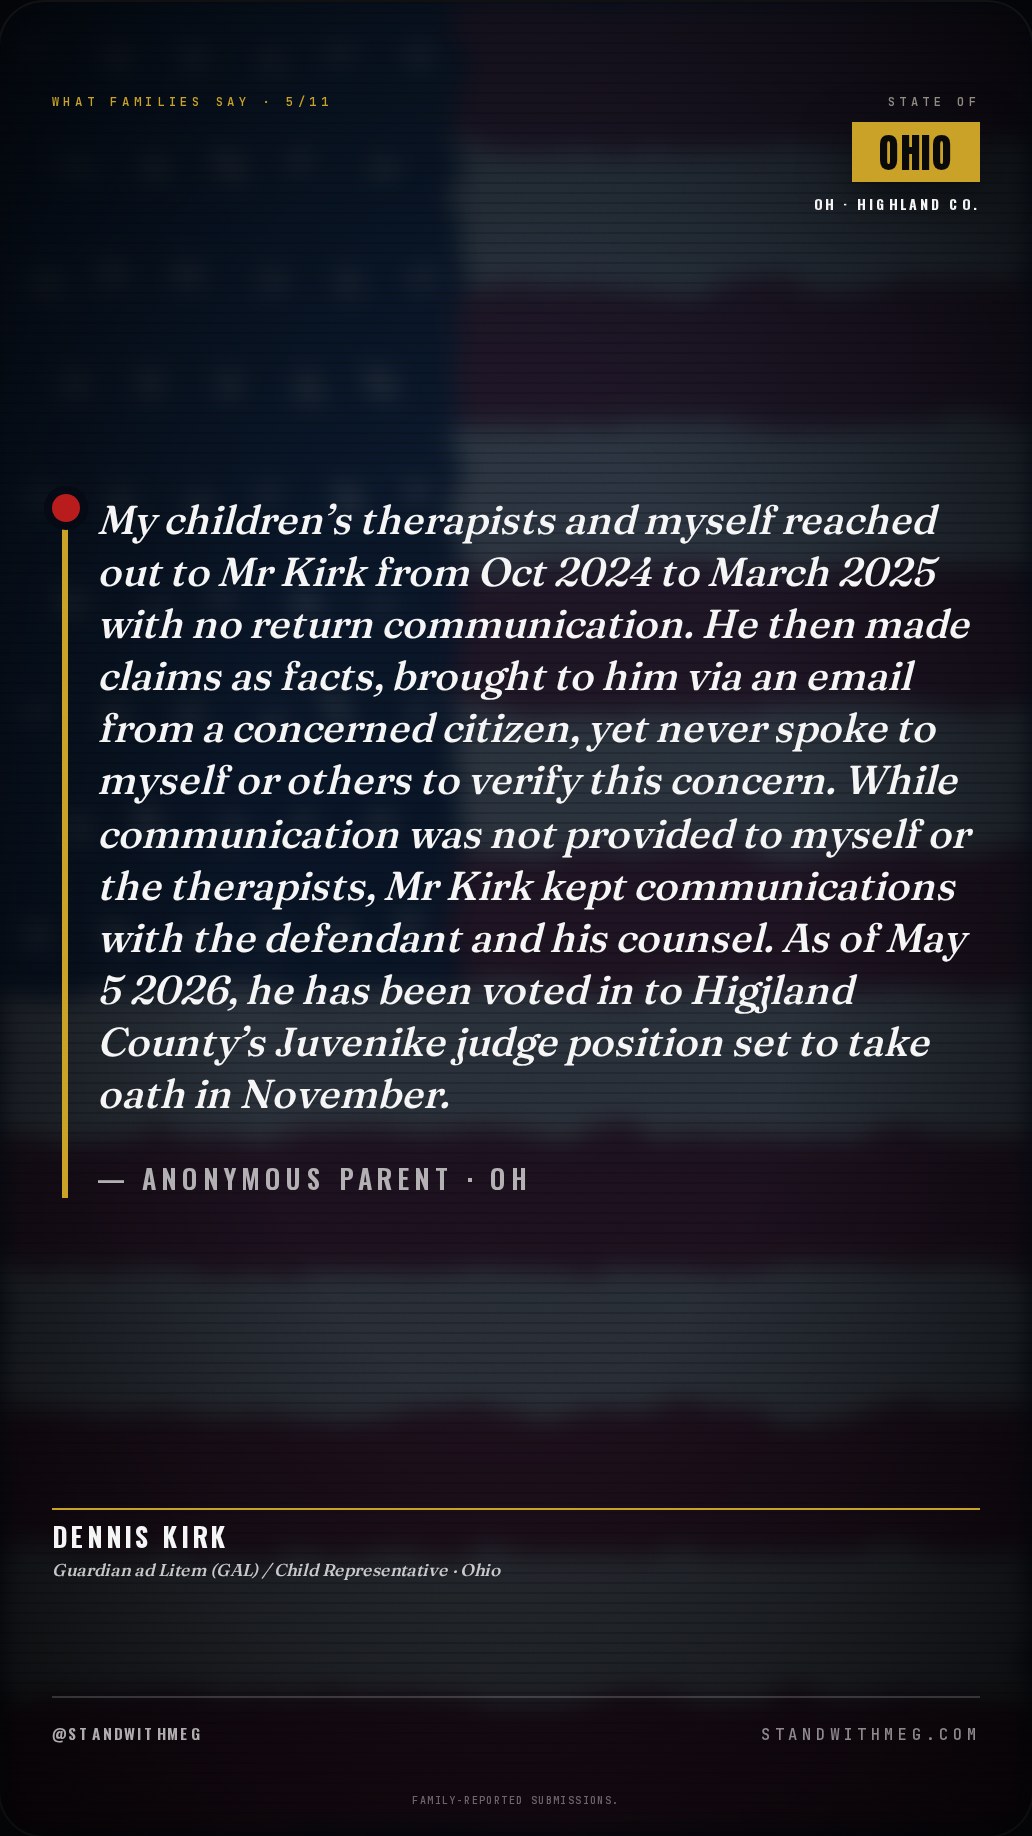 WHAT FAMILIES SAY · 5/11
STATE OF
OHIO
OH · HIGHLAND CO.
My children’s therapists and myself reached
out to Mr Kirk from Oct 2024 to March 2025
with no return communication. He then made
claims as facts, brought to him via an email
from a concerned citizen, yet never spoke to
myself or others to verify this concern. While
communication was not provided to myself or
the therapists, Mr Kirk kept communications
with the defendant and his counsel. As of May
5 2026, he has been voted in to Higjland
County’s Juvenike judge position set to take
oath in November.
— ANONYMOUS PARENT · OH
DENNIS KIRK
Guardian ad Litem (GAL) / Child Representative · Ohio
@STANDWITHMEG
STANDWITHMEG.COM
FAMILY-REPORTED SUBMISSIONS.